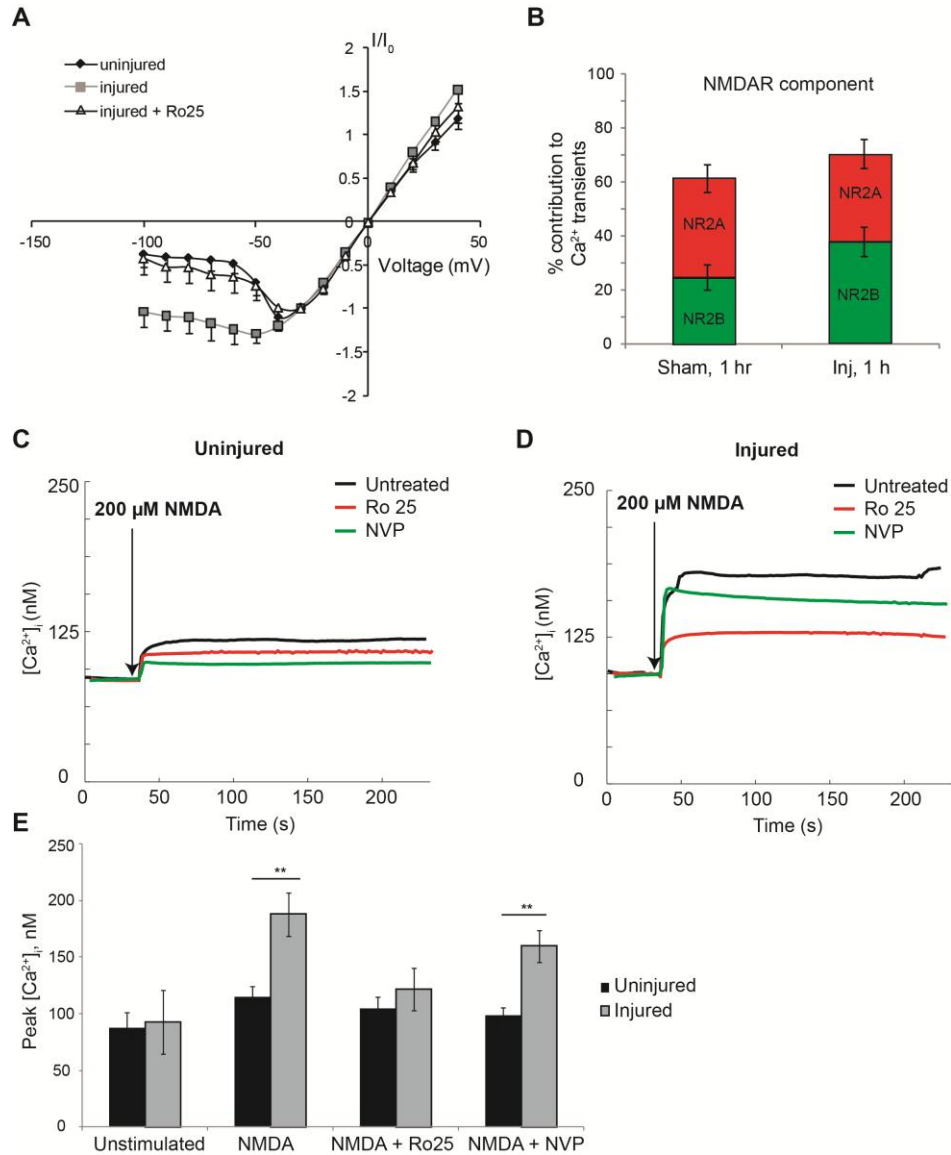 A
I/I0
uninjured
injured
injured + Ro25
2
1.5
1
0.5
0
-150
-100
-50
0
50
Voltage (mV)
-0.5
-1
-1.5
-2
B
NMDAR component
% contribution to
Ca²⁺ transients
100
80
60
40
20
0
NR2A
NR2B
NR2A
NR2B
Sham, 1 hr
Inj, 1 h
C
Uninjured
250
125
0
[Ca²⁺]i (nM)
200 µM NMDA
Untreated
Ro 25
NVP
0
50
100
150
200
Time (s)
D
Injured
250
125
0
[Ca²⁺]i (nM)
200 µM NMDA
Untreated
Ro 25
NVP
0
50
100
150
200
Time (s)
E
Peak [Ca²⁺]i, nM
250
200
150
100
50
0
**
**
Uninjured
Injured
Unstimulated
NMDA
NMDA + Ro25
NMDA + NVP